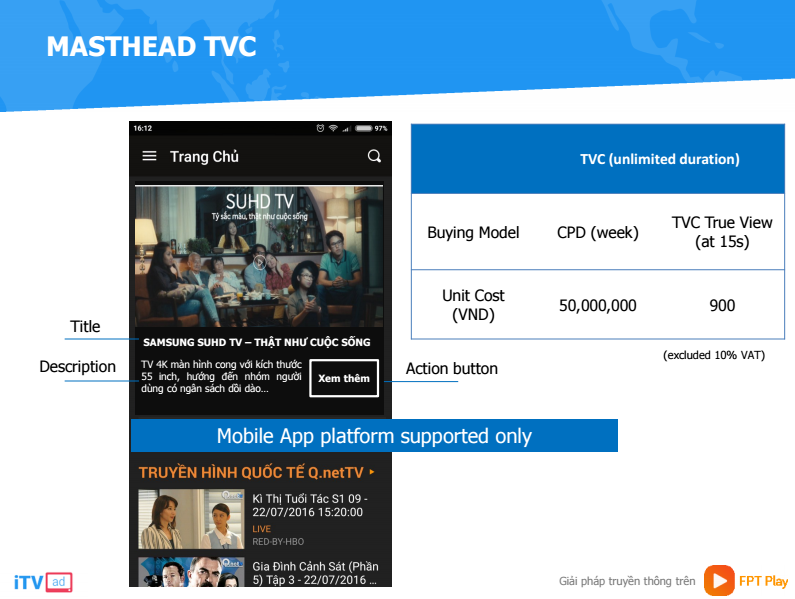 MASTHEAD TVC
16:12
97%
Trang Chủ
SUHD TV
Tỷ sắc màu, thật như cuộc sống
SAMSUNG SUHD TV – THẬT NHƯ CUỘC SỐNG
TV 4K màn hình cong với kích thước
55 inch, hướng đến nhóm người
dùng có ngân sách dồi dào...
Xem thêm
Title
Description
Action button
Mobile App platform supported only
TRUYỀN HÌNH QUỐC TẾ Q.netTV
Kì Thị Tuổi Tác S1 09 -
22/07/2016 15:20:00
LIVE
RED-BY-HBO
Gia Đình Cảnh Sát (Phần
5) Tập 3 - 22/07/2016 ...
TVC (unlimited duration)
Buying Model
CPD (week)
TVC True View
(at 15s)
Unit Cost
(VND)
50,000,000
900
(excluded 10% VAT)
iTV ad
Giải pháp truyền thông trên
FPT Play